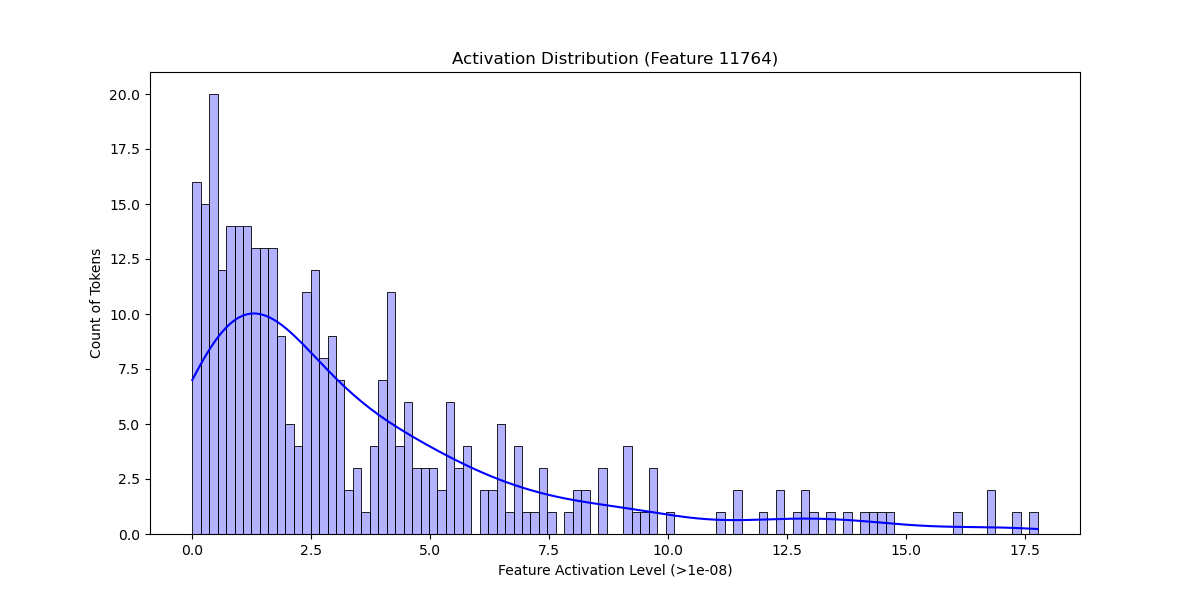 Activation Distribution (Feature 11764)
20.0
17.5
15.0
12.5
10.0
7.5
5.0
2.5
0.0
Count of Tokens
0.0 2.5 5.0 7.5 10.0 12.5 15.0 17.5
Feature Activation Level (>1e-08)